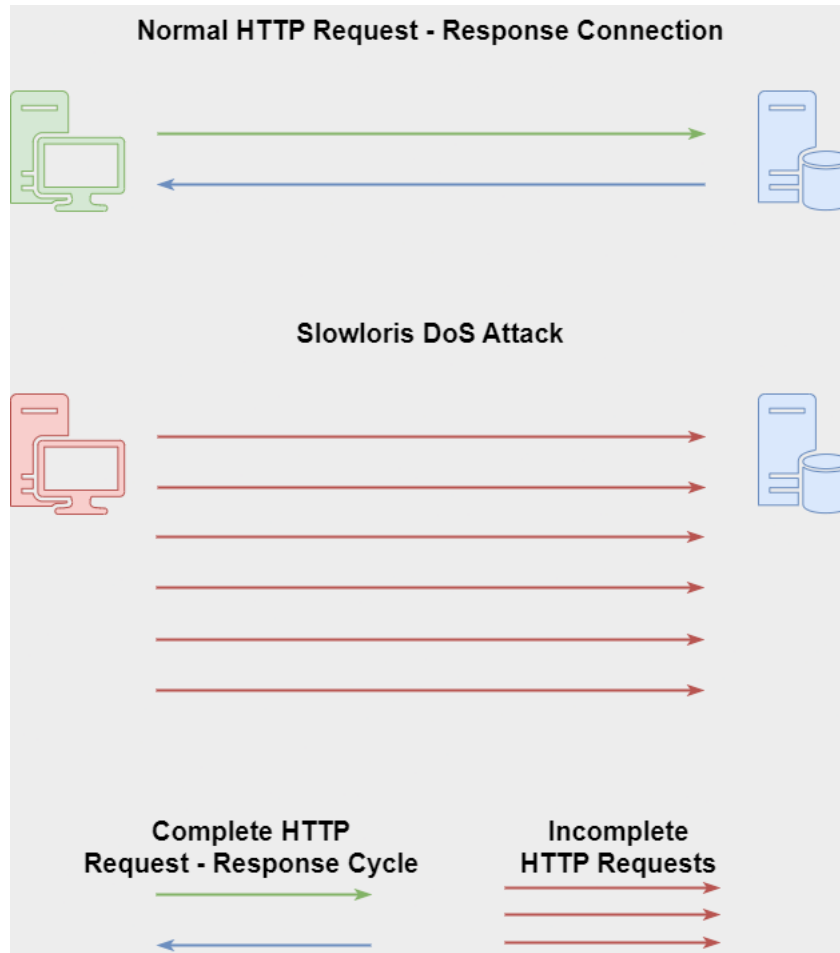 Normal HTTP Request - Response Connection
Slowloris DoS Attack
Complete HTTP
Request - Response Cycle
Incomplete
HTTP Requests